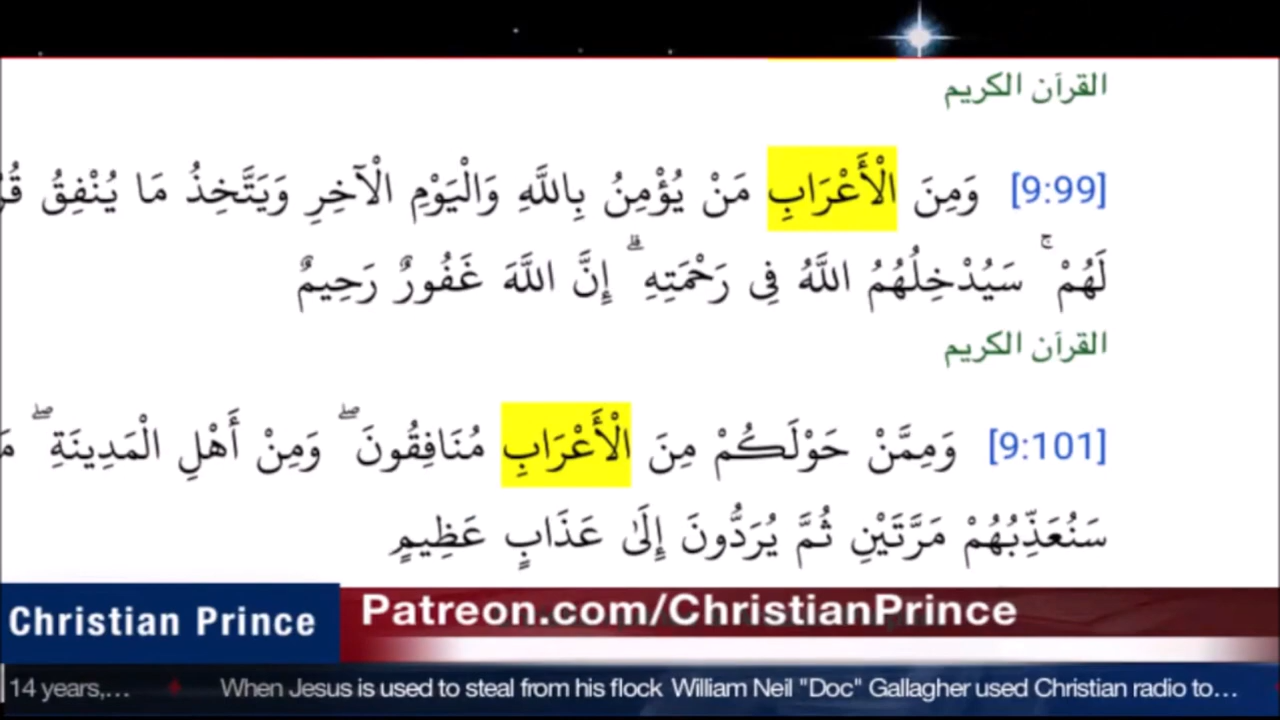 القرآن الكريم
[9:99] وَمِنَ الْأَعْرَابِ مَنْ يُؤْمِنُ بِاللَّهِ وَالْيَوْمِ الْآخِرِ وَيَتَّخِذُ مَا يُنْفِقُ
لَهُمْ ۚ سَيُدْخِلُهُمُ اللَّهُ فِي رَحْمَتِهِ ۗ إِنَّ اللَّهَ غَفُورٌ رَحِيمٌ
القرآن الكريم
[9:101] وَمِمَّنْ حَوْلَكُمْ مِنَ الْأَعْرَابِ مُنَافِقُونَ ۖ وَمِنْ أَهْلِ الْمَدِينَةِ ۖ
سَنُعَذِّبُهُمْ مَرَّتَيْنِ ثُمَّ يُرَدُّونَ إِلَىٰ عَذَابٍ عَظِيمٍ
Christian Prince
Patreon.com/ChristianPrince
14 years,... When Jesus is used to steal from his flock William Neil "Doc" Gallagher used Christian radio to...